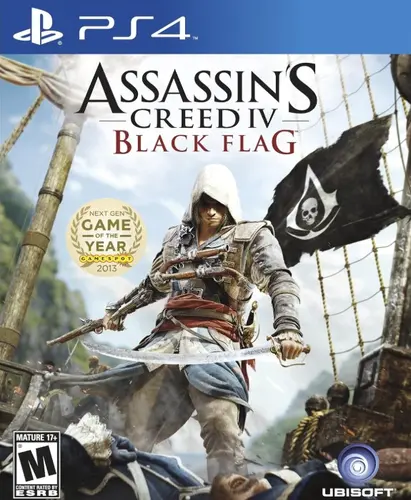 PS4™
ASSASSIN'S
CREED IV
BLACK FLAG
NEXT GEN
GAME
OF THE
YEAR
GAMESPOT
2013
MATURE 17+
M
CONTENT RATED BY
ESRB
UBISOFT